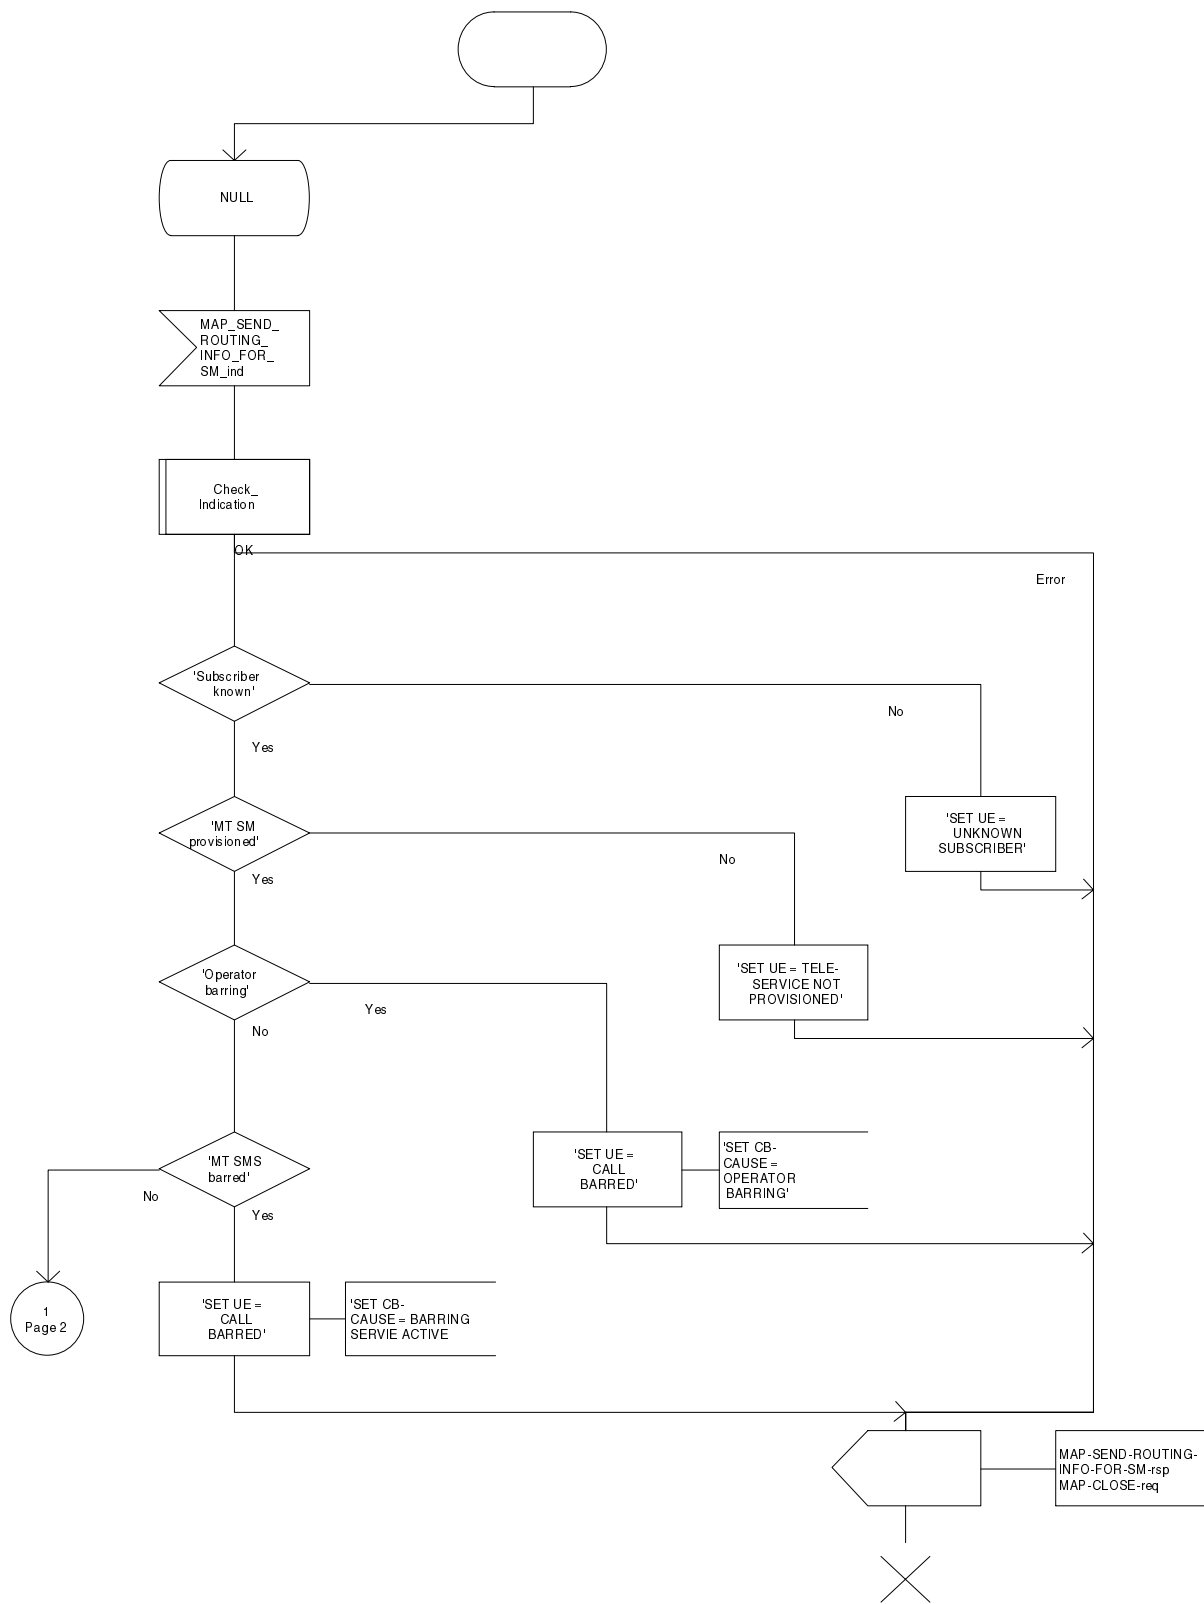 NULL
MAP_SEND_
ROUTING_
INFO_FOR_
SM_ind
Check_
Indication
OK
Error
'Subscriber
known'
No
Yes
'SET UE =
UNKNOWN
SUBSCRIBER'
'MT SM
provisioned'
No
Yes
'SET UE = TELE-
SERVICE NOT
PROVISIONED'
'Operator
barring'
Yes
No
'SET UE =
CALL
BARRED'
'SET CB-
CAUSE =
OPERATOR
BARRING'
'MT SMS
barred'
No
Yes
1
Page 2
'SET UE =
CALL
BARRED'
'SET CB-
CAUSE = BARRING
SERVIE ACTIVE
MAP-SEND-ROUTING-
INFO-FOR-SM-rsp
MAP-CLOSE-req